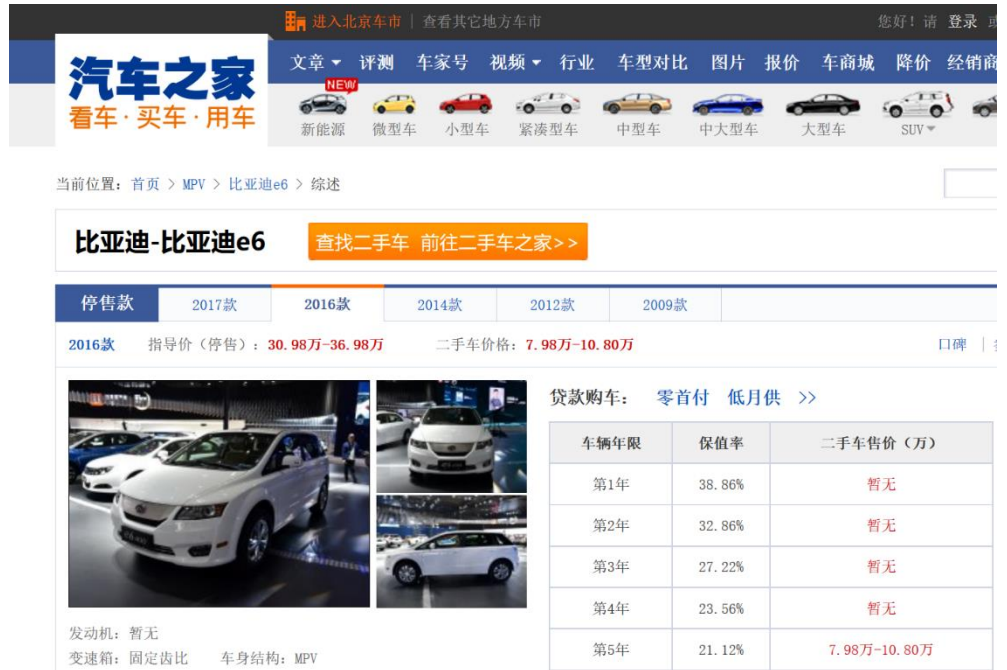 进入北京车市 | 查看其它地方车市 您好！请 登录
汽车之家
看车·买车·用车
文章 评测 车家号 视频 行业 车型对比 图片 报价 车商城 降价 经销商
NEW
新能源 微型车 小型车 紧凑型车 中型车 中大型车 大型车 SUV
当前位置：首页 > MPV > 比亚迪e6 > 综述
比亚迪-比亚迪e6 查找二手车 前往二手车之家>>
停售款 2017款 2016款 2014款 2012款 2009款
2016款 指导价（停售）：30.98万-36.98万 二手车价格：7.98万-10.80万 口碑 |
贷款购车： 零首付 低月供 >>
车辆年限 保值率 二手车售价（万）
第1年 38.86% 暂无
第2年 32.86% 暂无
第3年 27.22% 暂无
第4年 23.56% 暂无
第5年 21.12% 7.98万-10.80万
发动机：暂无
变速箱：固定齿比 车身结构：MPV